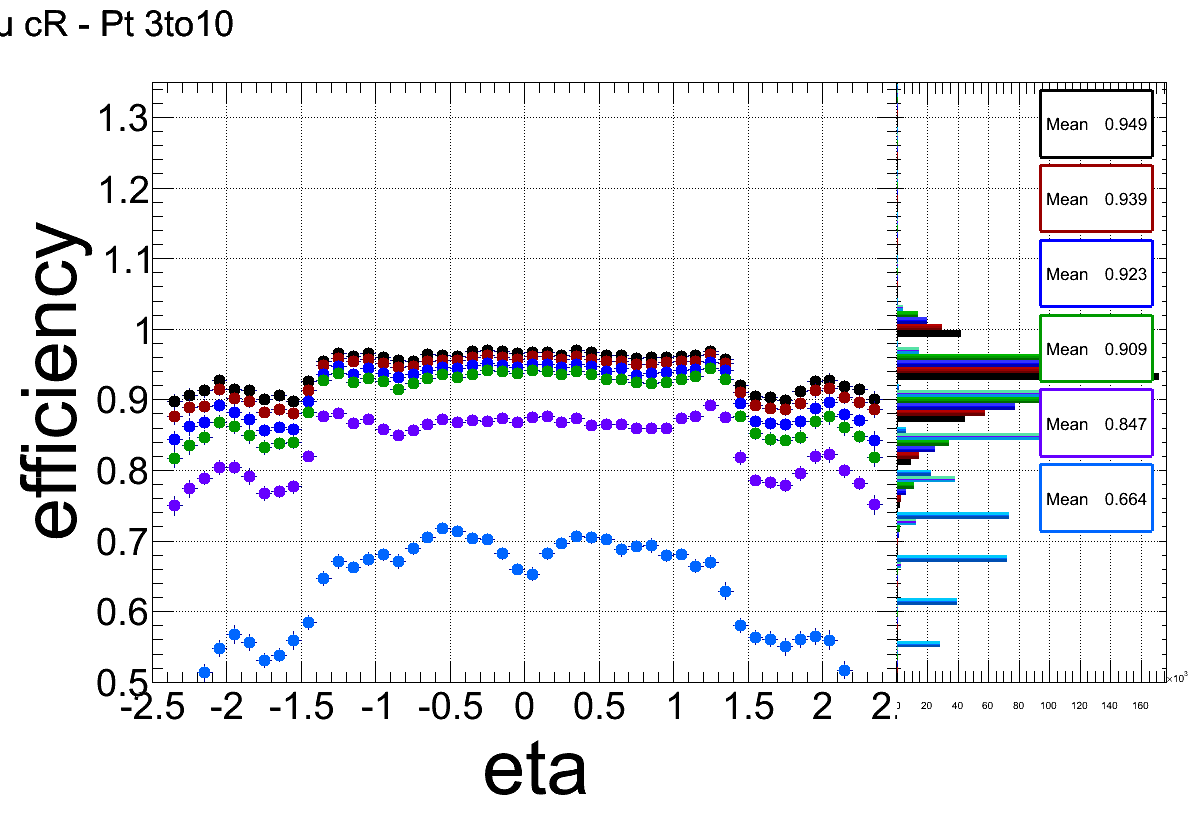 u cR - Pt 3to10
1.3
1.2
1.1
1
0.9
0.8
0.7
0.6
0.5
efficiency
-2.5 -2 -1.5 -1 -0.5 0 0.5 1 1.5 2 2.
eta
Mean 0.949
Mean 0.939
Mean 0.923
Mean 0.909
Mean 0.847
Mean 0.664
×10³
0 20 40 60 80 100 120 140 160